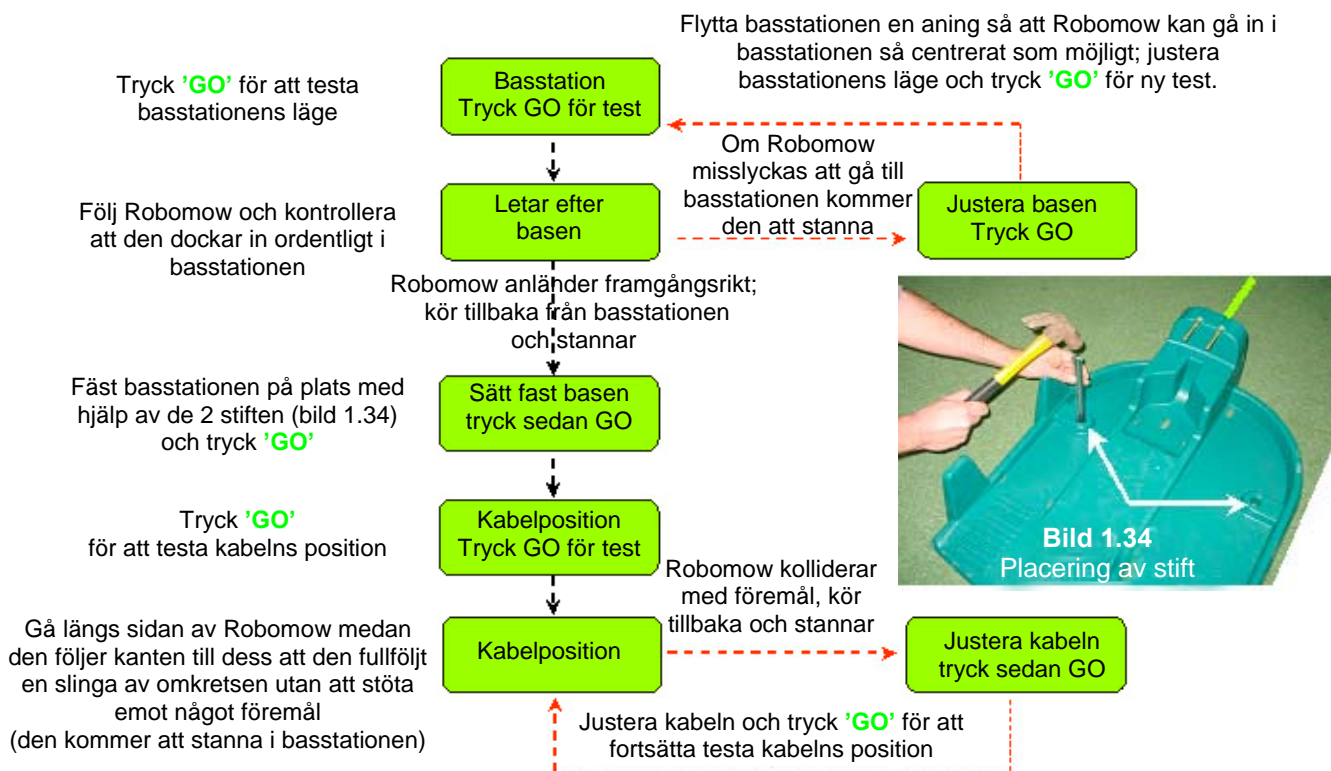 Flytta basstationen en aning så att Robomow kan gå in i
basstationen så centrerat som möjligt; justera
basstationens läge och tryck ’GO’ för ny test.
Tryck ’GO’ för att testa
basstationens läge
Basstation
Tryck GO för test
Om Robomow
misslyckas att gå till
basstationen kommer
den att stanna
Följ Robomow och kontrollera
att den dockar in ordentligt i
basstationen
Letar efter
basen
Justera basen
Tryck GO
Robomow anländer framgångsrikt;
kör tillbaka från basstationen
och stannar
Fäst basstationen på plats med
hjälp av de 2 stiften (bild 1.34)
och tryck ’GO’
Sätt fast basen
tryck sedan GO
Bild 1.34
Placering av stift
Tryck ’GO’
för att testa kabelns position
Kabelposition
Tryck GO för test
Robomow kolliderar
med föremål, kör
tillbaka och stannar
Gå längs sidan av Robomow medan
den följer kanten till dess att den fullföljt
en slinga av omkretsen utan att stöta
emot något föremål
(den kommer att stanna i basstationen)
Kabelposition
Justera kabeln
tryck sedan GO
Justera kabeln och tryck ’GO’ för att
fortsätta testa kabelns position